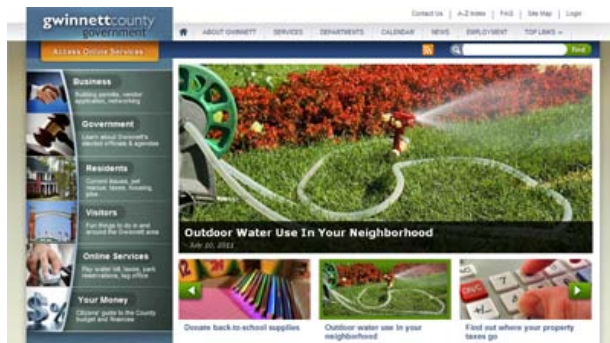 Contact Us | A-Z Index | FAQ | Site Map | Login
gwinnettcounty
government
ABOUT GWINNETT SERVICES DEPARTMENTS CALENDAR NEWS EMPLOYMENT TOP LINKS
Access Online Services
Find
Business
Building permits, vendor
application, networking
Government
Learn about Gwinnett's
elected officials & agendas
Residents
Current issues, pet
rescue, taxes, housing,
jobs
Visitors
Fun things to do in and
around the Gwinnett area
Online Services
Pay water bill, taxes, park
reservations, tag office
Your Money
Citizens' guide to the County
budget and finances
Outdoor Water Use In Your Neighborhood
- July 20, 2011
Donate back-to-school supplies
Outdoor water use in your
neighborhood
Find out where your property
taxes go